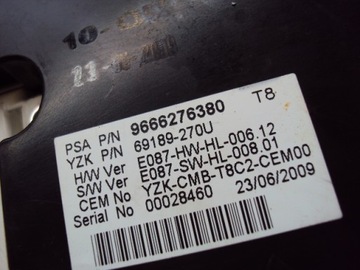 PSA P/N 9666276380 T8
YZK P/N 69189-270U
H/W Ver E087-HW-HL-006.12
S/W Ver E087-SW-HL-008.01
CEM No YZK-CMB-T8C2-CEM00
Serial No 00028460 23/06/2009